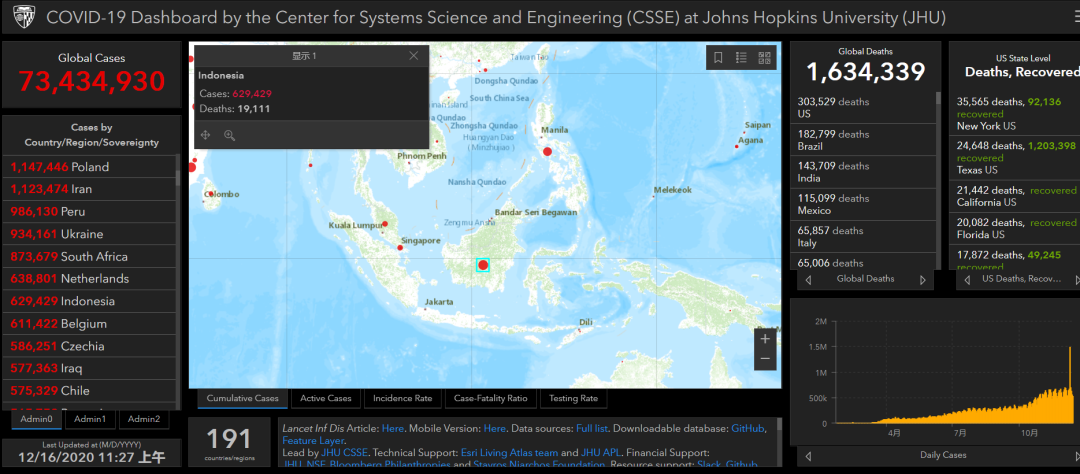 COVID-19 Dashboard by the Center for Systems Science and Engineering (CSSE) at Johns Hopkins University (JHU)
Global Cases
73,434,930
Cases by
Country/Region/Sovereignty
1,147,446 Poland
1,123,474 Iran
986,130 Peru
934,161 Ukraine
873,679 South Africa
638,801 Netherlands
629,429 Indonesia
611,422 Belgium
586,251 Czechia
577,363 Iraq
575,329 Chile
Admin0
Admin1
Admin2
Last Updated at (M/D/YYYY)
12/16/2020 11:27 上午
显示 1
Indonesia
Cases: 629,429
Deaths: 19,111
Taiwan Tao
Dongsha Qundao
South China Sea
Zhongsha Qundao
Huangyan Dao
(Minzhujiao)
Manila
Saipan
Agana
Phnom Penh
Nansha Qundao
Colombo
Melekeok
Bandar Seri Begawan
Kuala Lumpur
Singapore
Jakarta
Dili
Cumulative Cases
Active Cases
Incidence Rate
Case-Fatality Ratio
Testing Rate
191
countries/regions
Lancet Inf Dis Article: Here. Mobile Version: Here. Data sources: Full list. Downloadable database: GitHub,
Feature Layer.
Lead by JHU CSSE. Technical Support: Esri Living Atlas team and JHU APL. Financial Support:
JHU, NSF, Bloomberg Philanthropies and Stavros Niarchos Foundation. Resource support: Slack, Github
Global Deaths
1,634,339
303,529 deaths
US
182,799 deaths
Brazil
143,709 deaths
India
115,099 deaths
Mexico
65,857 deaths
Italy
65,006 deaths
Global Deaths
US State Level
Deaths, Recovered
35,565 deaths, 92,136
recovered
New York US
24,648 deaths, 1,203,398
recovered
Texas US
21,442 deaths, recovered
California US
20,082 deaths, recovered
Florida US
17,872 deaths, 49,245
recovered
US Deaths, Recov...
2M
1.5M
1M
500k
0
4月
7月
10月
Daily Cases